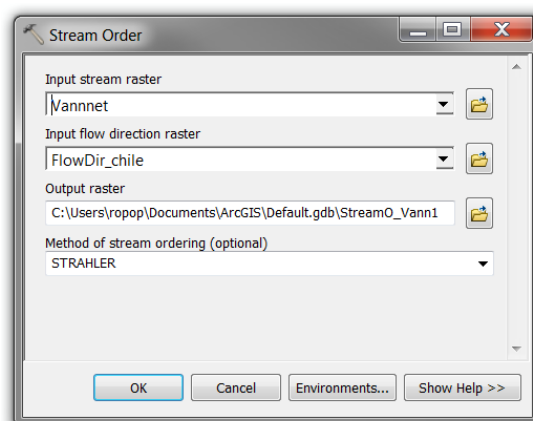 Stream Order
Input stream raster
Vannnet
Input flow direction raster
FlowDir_chile
Output raster
C:\Users\ropop\Documents\ArcGIS\Default.gdb\StreamO_Vann1
Method of stream ordering (optional)
STRAHLER
OK Cancel Environments... Show Help >>